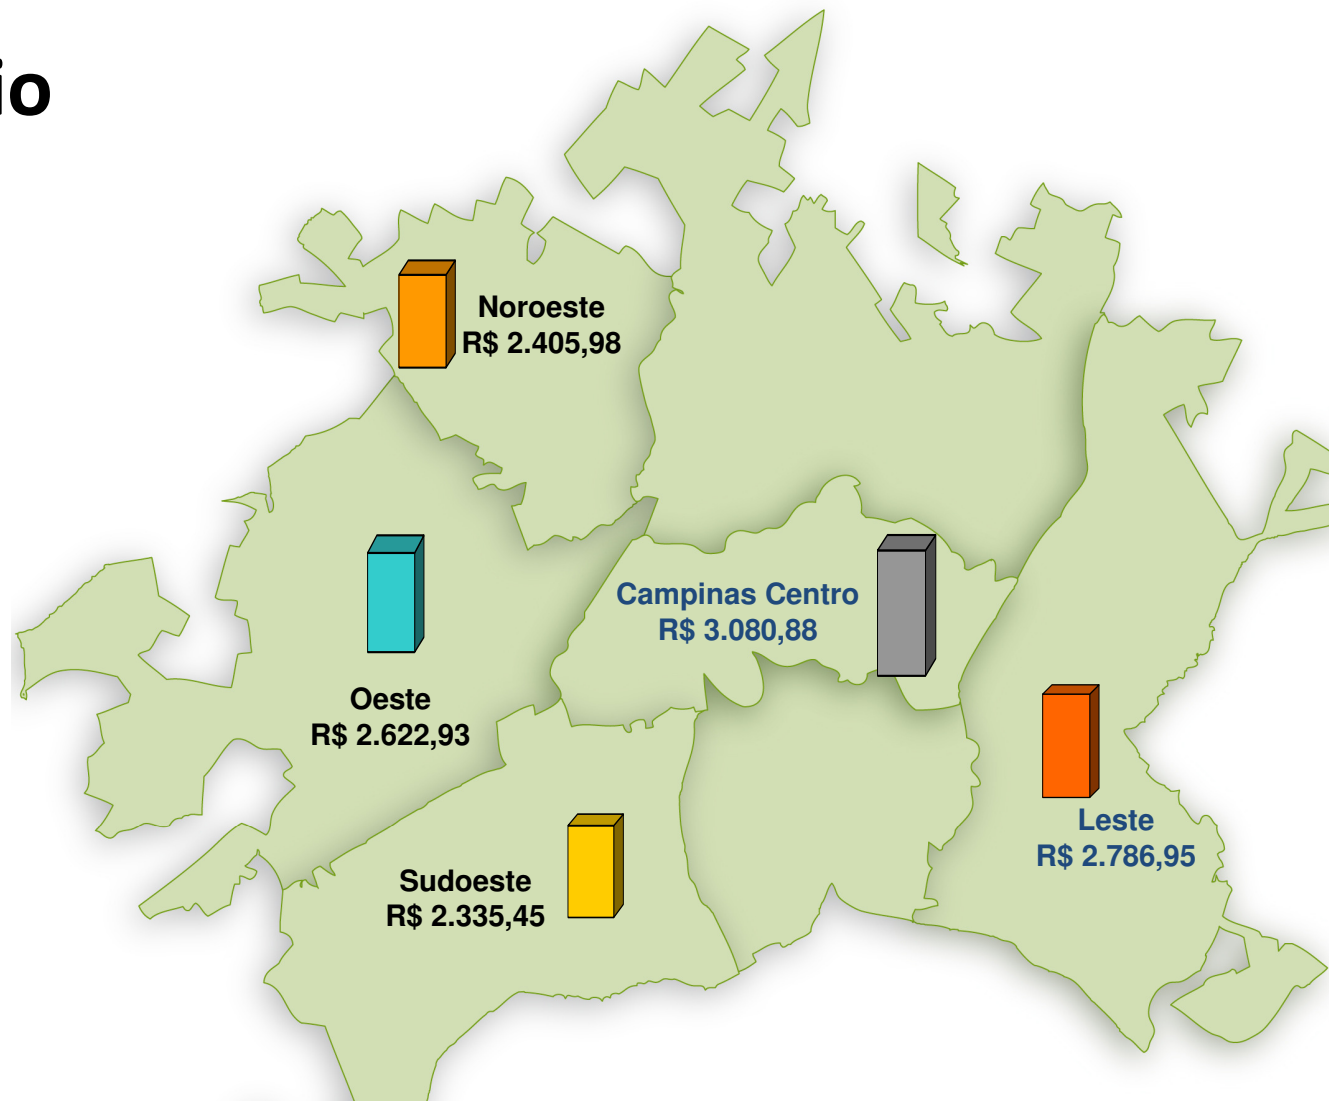 io
Noroeste
R$ 2.405,98
Campinas Centro
R$ 3.080,88
Oeste
R$ 2.622,93
Leste
R$ 2.786,95
Sudoeste
R$ 2.335,45